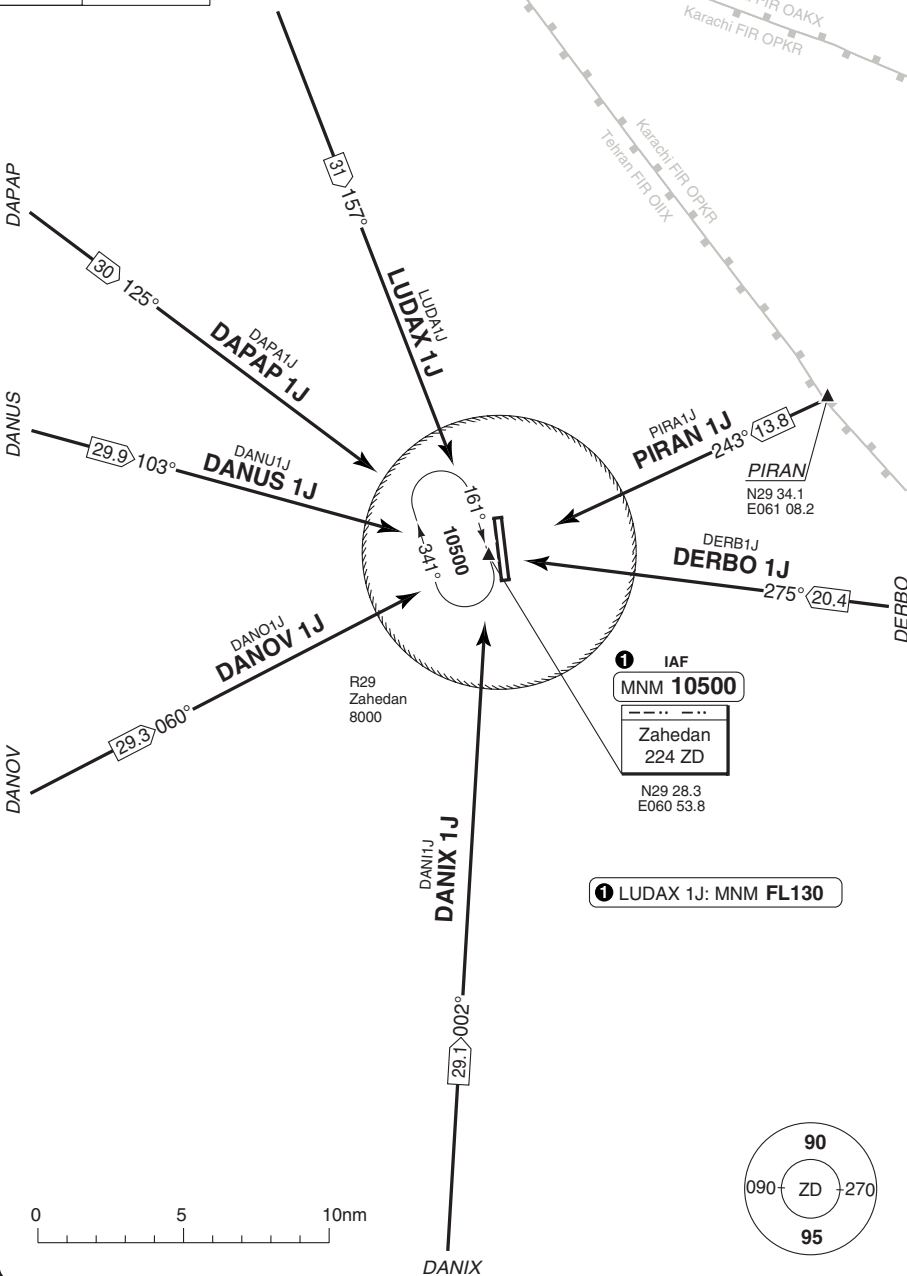 FIR OAKX
Karachi FIR OPKR
Karachi FIR OPKR
Tehran FIR OIIX
DAPAP
31
157°
30
125°
LUDA1J
LUDAX 1J
DAPA1J
DAPAP 1J
DANUS
29.9
103°
DANU1J
DANUS 1J
PIRA1J
PIRAN 1J
243°
13.8
PIRAN
N29 34.1
E061 08.2
161°
10500
341°
DERB1J
DERBO 1J
275°
20.4
DERBO
DANO1J
DANOV 1J
29.3
060°
DANOV
R29
Zahedan
8000
1 IAF
MNM 10500
Zahedan
224 ZD
N29 28.3
E060 53.8
DANI1J
DANIX 1J
1 LUDAX 1J: MNM FL130
29.1
002°
90
090
ZD
270
95
0 5 10nm
DANIX